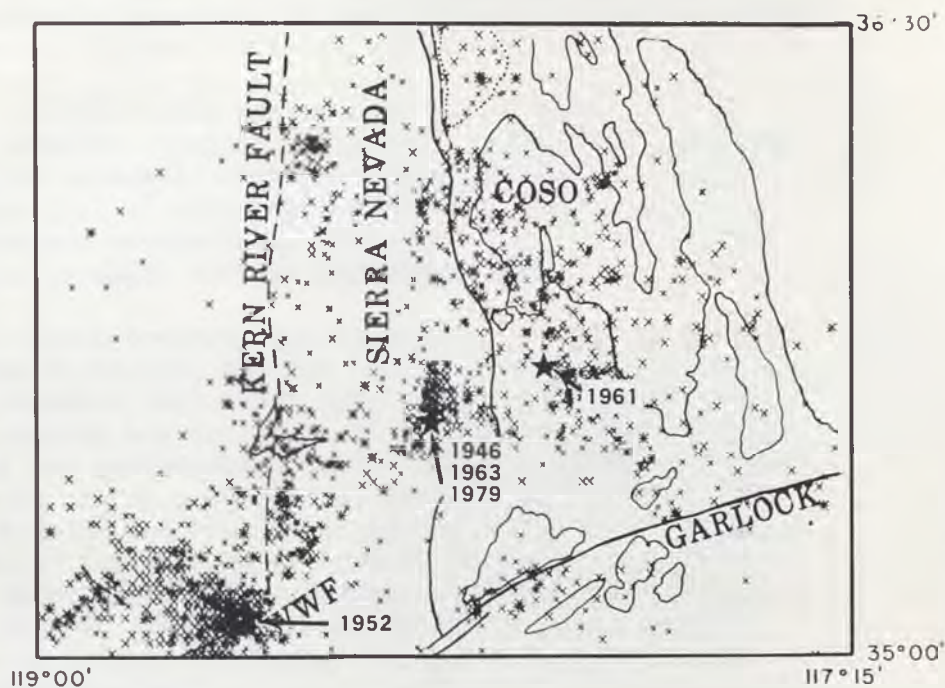 36°30'
KERN RIVER FAULT
SIERRA NEVADA
COSO
1961
1946
1963
1979
GARLOCK
WWF
1952
35°00'
119°00'
117°15'